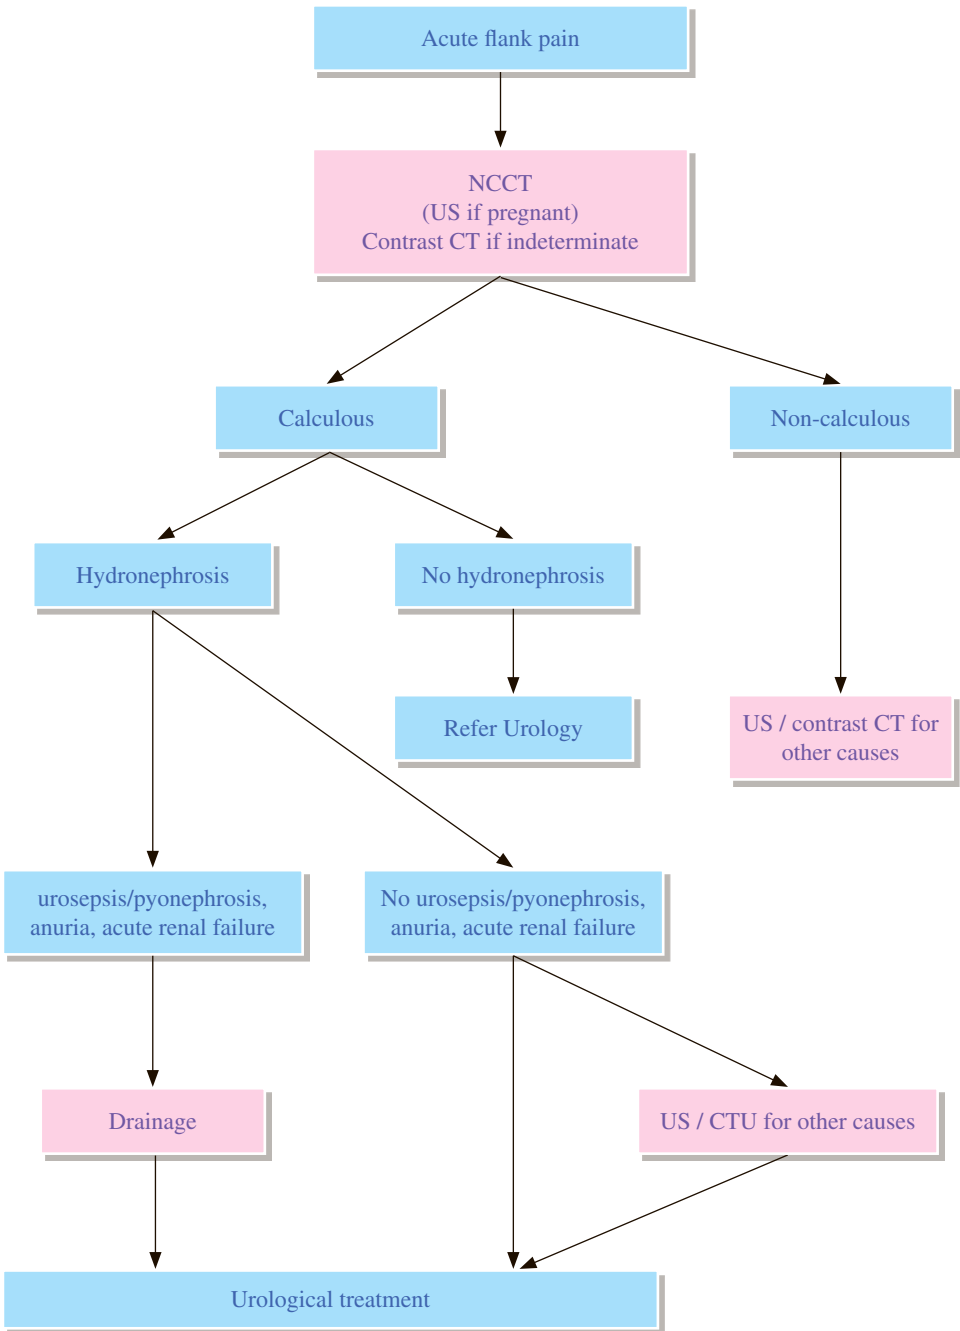 Acute flank pain
NCCT
(US if pregnant)
Contrast CT if indeterminate
Calculous
Non-calculous
Hydronephrosis
No hydronephrosis
Refer Urology
US / contrast CT for
other causes
urosepsis/pyonephrosis,
anuria, acute renal failure
No urosepsis/pyonephrosis,
anuria, acute renal failure
Drainage
US / CTU for other causes
Urological treatment